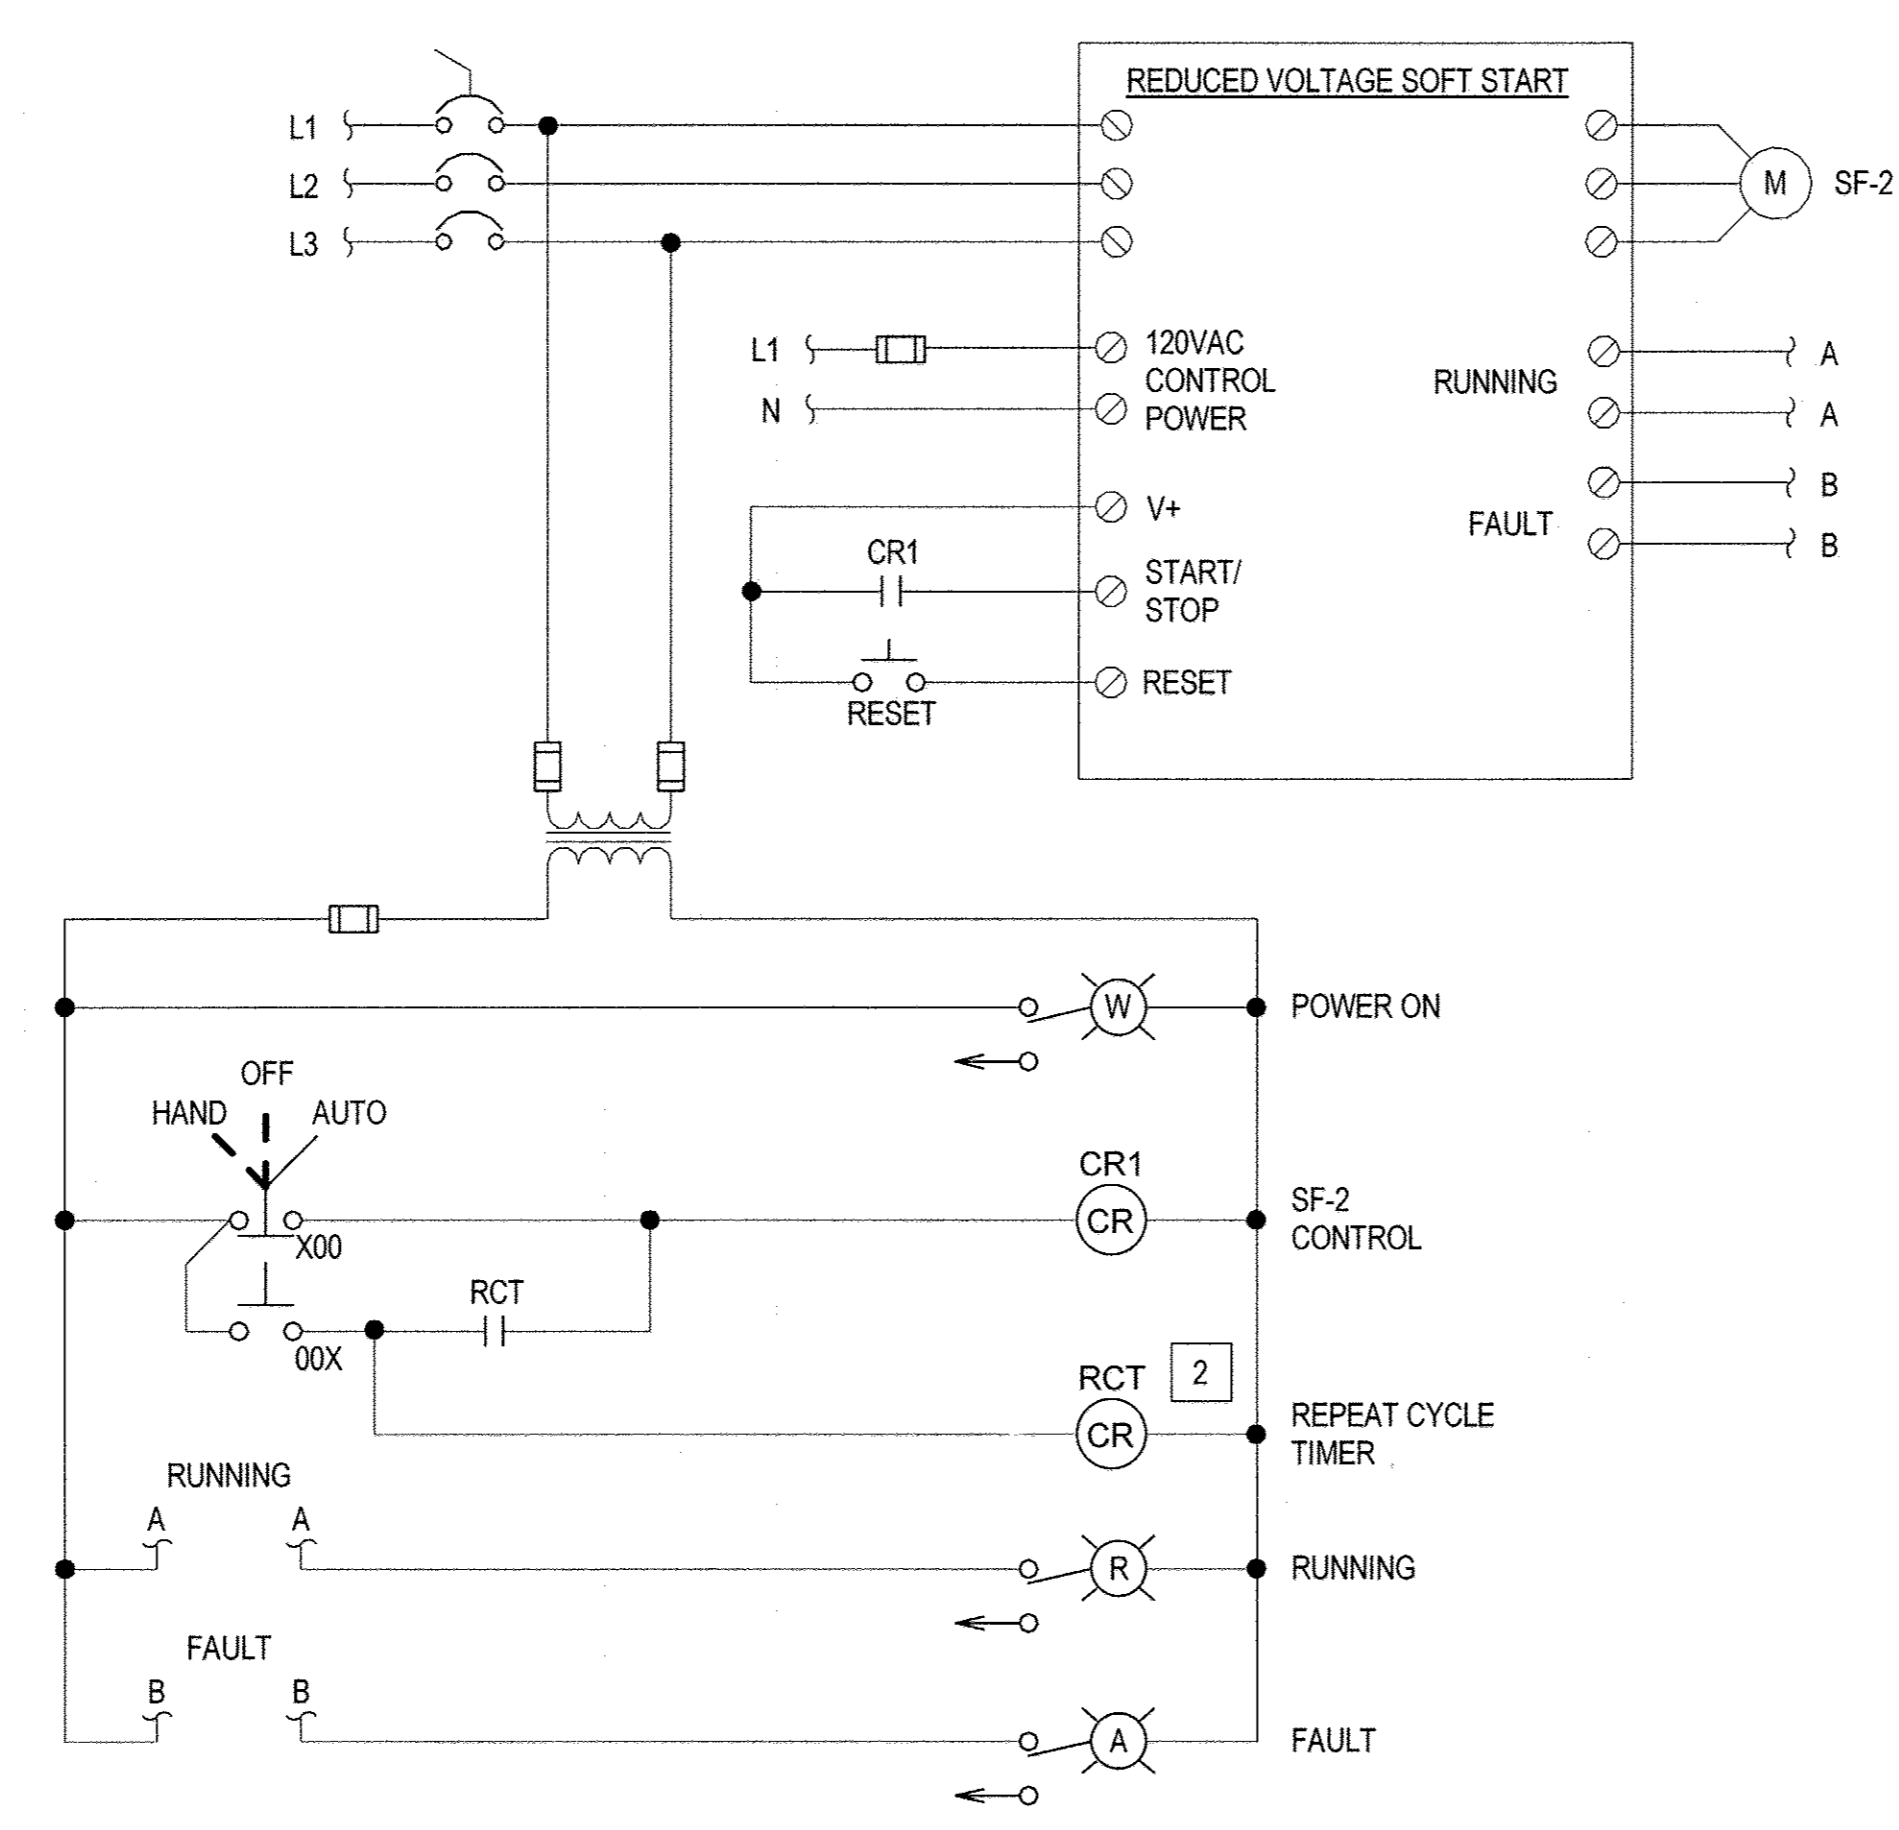 REDUCED VOLTAGE SOFT START
L1
L2
L3
M
SF-2
L1
120VAC
CONTROL
POWER
N
RUNNING
A
A
V+
FAULT
B
B
CR1
START/
STOP
RESET
RESET
W
POWER ON
OFF
HAND
AUTO
CR1
CR
SF-2
CONTROL
X00
RCT
00X
RCT
2
CR
REPEAT CYCLE
TIMER
RUNNING
A
A
R
RUNNING
FAULT
B
B
A
FAULT